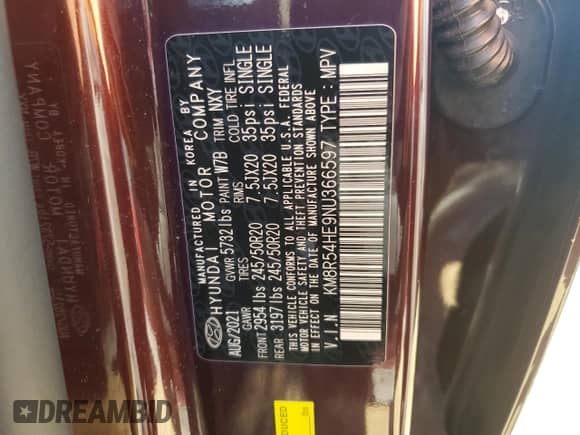 MANUFACTURED IN KOREA BY
HYUNDAI MOTOR COMPANY
AUG/2021 GVWR 5732 lbs PAINT W7B TRIM NXY
GAWR TIRES RIMS COLD TIRE INFL
FRONT 2954 lbs 245/50R20 7.5JX20 35psi SINGLE
REAR 3197 lbs 245/50R20 7.5JX20 35psi SINGLE
THIS VEHICLE CONFORMS TO ALL APPLICABLE U.S.A. FEDERAL
MOTOR VEHICLE SAFETY AND THEFT PREVENTION STANDARDS
IN EFFECT ON THE DATE OF MANUFACTURE SHOWN ABOVE
V.I.N : KM8R54HE9NU366597 TYPE : MPV
DUCED
DREAMBID